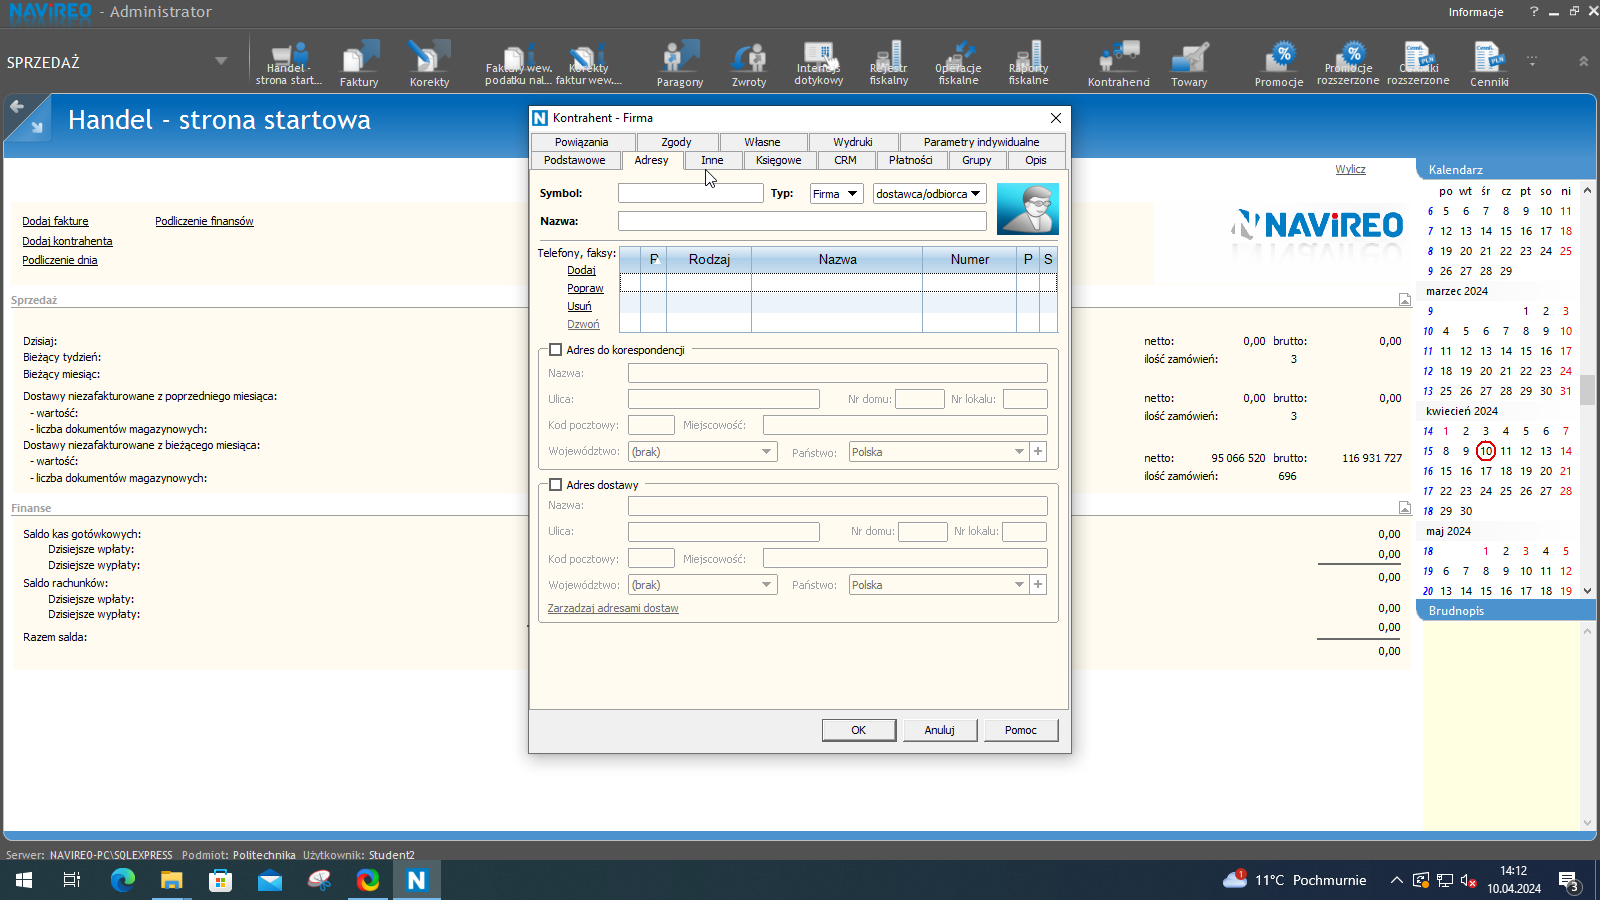 NAVIREO - Administrator
Informacje ?
SPRZEDAŻ
Handel -
strona start...
Faktury
Korekty
Faktury wew.
podatku nal...
Korekty
faktur wew....
Paragony
Zwroty
Interfejs
dotykowy
Rejestr
fiskalny
Operacje
fiskalne
Raporty
fiskalne
Kontrahenci
Towary
Promocje
Promocje
rozszerzone
Cenniki
rozszerzone
Cenniki
Handel - strona startowa
Wylicz
Dodaj fakturę
Podliczenie finansów
Dodaj kontrahenta
Podliczenie dnia
NAVIREO
Sprzedaż
Dzisiaj:
Bieżący tydzień:
Bieżący miesiąc:
Dostawy niezafakturowane z poprzedniego miesiąca:
- wartość:
- liczba dokumentów magazynowych:
Dostawy niezafakturowane z bieżącego miesiąca:
- wartość:
- liczba dokumentów magazynowych:
netto: 0,00 brutto: 0,00
ilość zamówień: 3
netto: 0,00 brutto: 0,00
ilość zamówień: 3
netto: 95 066 520 brutto: 116 931 727
ilość zamówień: 696
Finanse
Saldo kas gotówkowych: 0,00
Dzisiejsze wpłaty: 0,00
Dzisiejsze wypłaty:
Saldo rachunków: 0,00
Dzisiejsze wpłaty: 0,00
Dzisiejsze wypłaty: 0,00
Razem salda: 0,00
Kontrahent - Firma
Powiązania Zgody Własne Wydruki Parametry indywidualne
Podstawowe Adresy Inne Księgowe CRM Płatności Grupy Opis
Symbol: Typ: Firma dostawca/odbiorca
Nazwa:
Telefony, faksy:
Dodaj
Popraw
Usuń
Dzwoń
P Rodzaj Nazwa Numer P S
Adres do korespondencji
Nazwa:
Ulica: Nr domu: Nr lokalu:
Kod pocztowy: Miejscowość:
Województwo: (brak) Państwo: Polska +
Adres dostawy
Nazwa:
Ulica: Nr domu: Nr lokalu:
Kod pocztowy: Miejscowość:
Województwo: (brak) Państwo: Polska +
Zarządzaj adresami dostaw
OK Anuluj Pomoc
Kalendarz
po wt śr cz pt so ni
6 5 6 7 8 9 10 11
7 12 13 14 15 16 17 18
8 19 20 21 22 23 24 25
9 26 27 28 29
marzec 2024
9 1 2 3
10 4 5 6 7 8 9 10
11 11 12 13 14 15 16 17
12 18 19 20 21 22 23 24
13 25 26 27 28 29 30 31
kwiecień 2024
14 1 2 3 4 5 6 7
15 8 9 10 11 12 13 14
16 15 16 17 18 19 20 21
17 22 23 24 25 26 27 28
18 29 30
maj 2024
18 1 2 3 4 5
19 6 7 8 9 10 11 12
20 13 14 15 16 17 18 19
Brudnopis
Serwer: NAVIREO-PC\SQLEXPRESS Podmiot: Politechnika Użytkownik: Student2
1 11°C Pochmurnie
14:12
10.04.2024
3